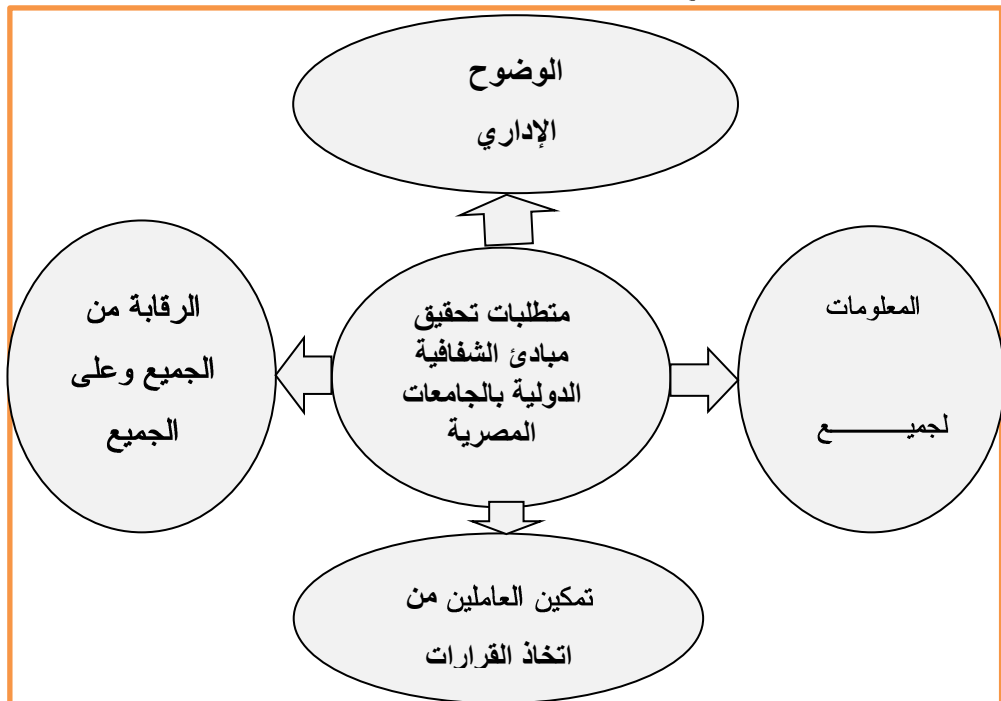 الوضوح
الإداري
المعلومات
لجميـــــــــع
متطلبات تحقيق
مبادئ الشفافية
الدولية بالجامعات
المصرية
الرقابة من
الجميع وعلى
الجميع
تمكين العاملين من
اتخاذ القرارات